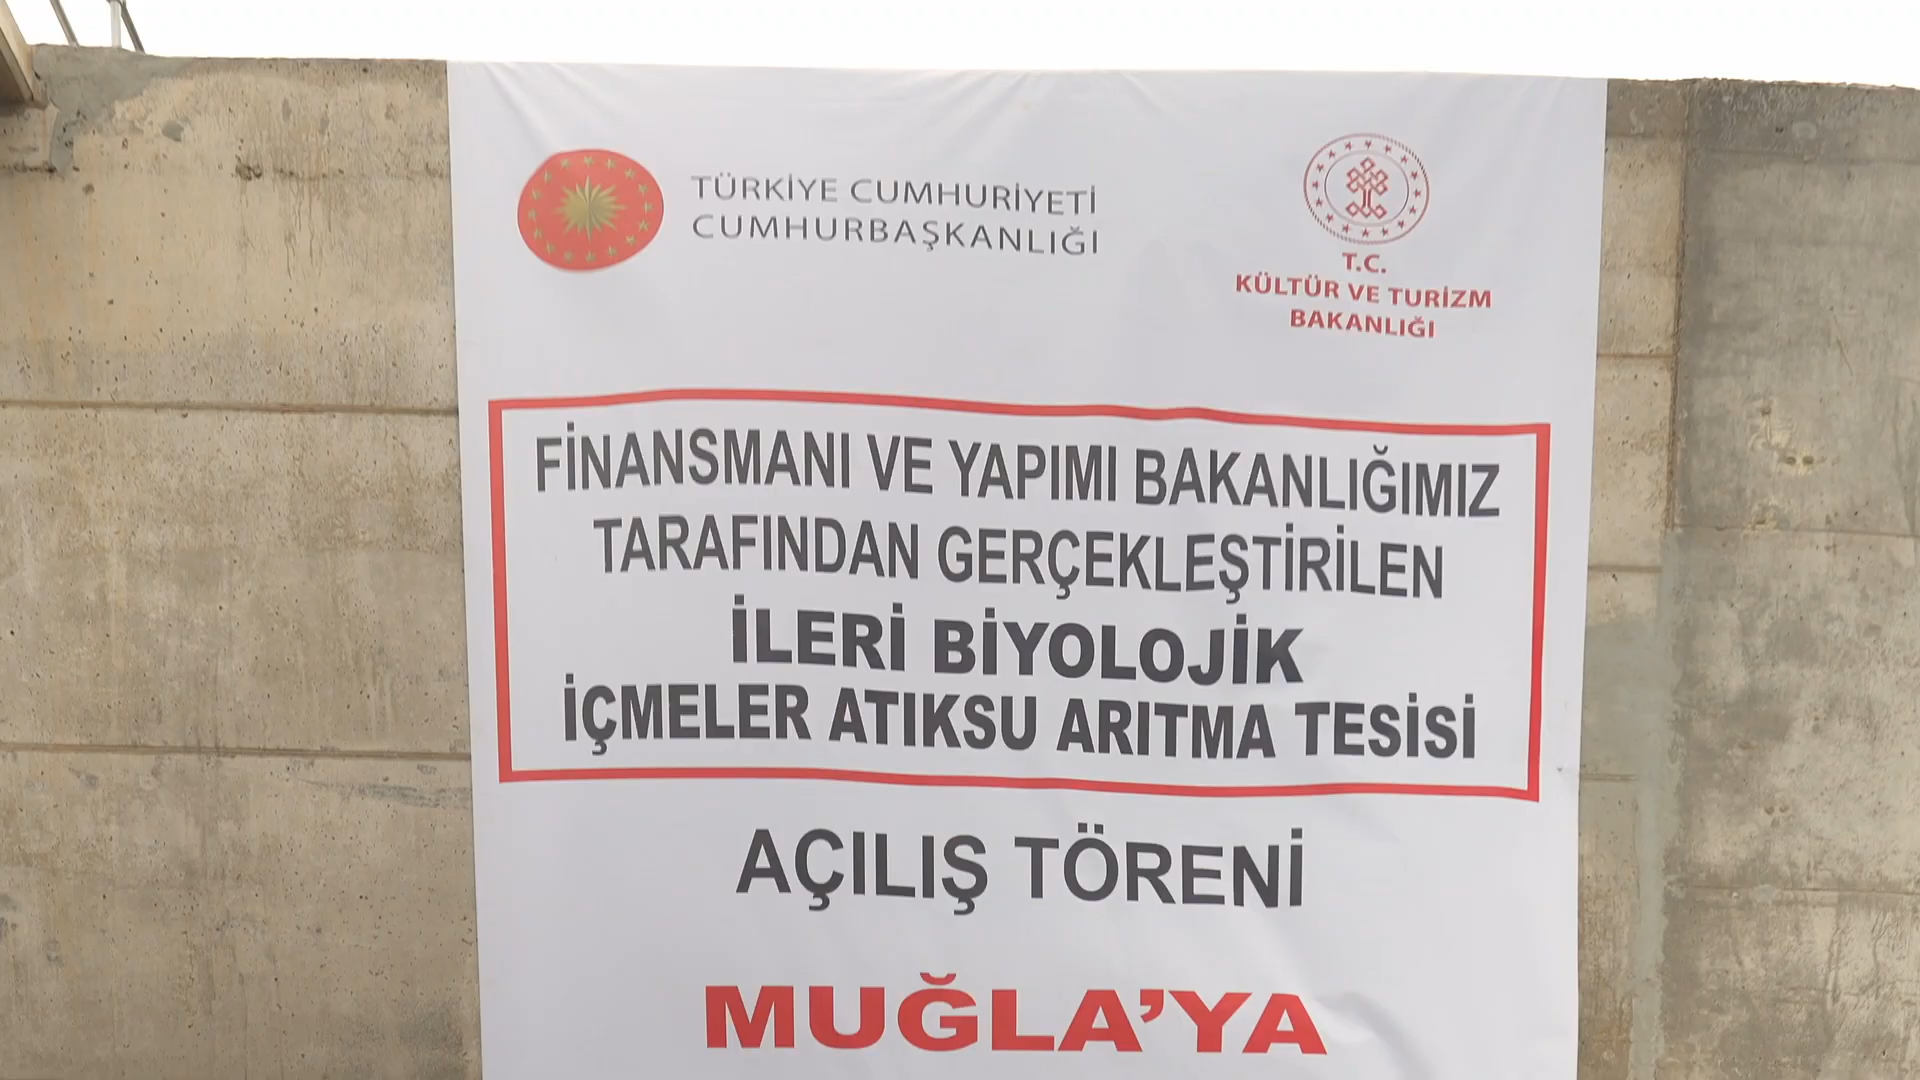 TÜRKİYE CUMHURİYETİ
CUMHURBAŞKANLIĞI
T.C.
KÜLTÜR VE TURİZM
BAKANLIĞI
FİNANSMANI VE YAPIMI BAKANLIĞIMIZ
TARAFINDAN GERÇEKLEŞTİRİLEN
İLERİ BİYOLOJİK
İÇMELER ATIKSU ARITMA TESİSİ
AÇILIŞ TÖRENİ
MUĞLA'YA